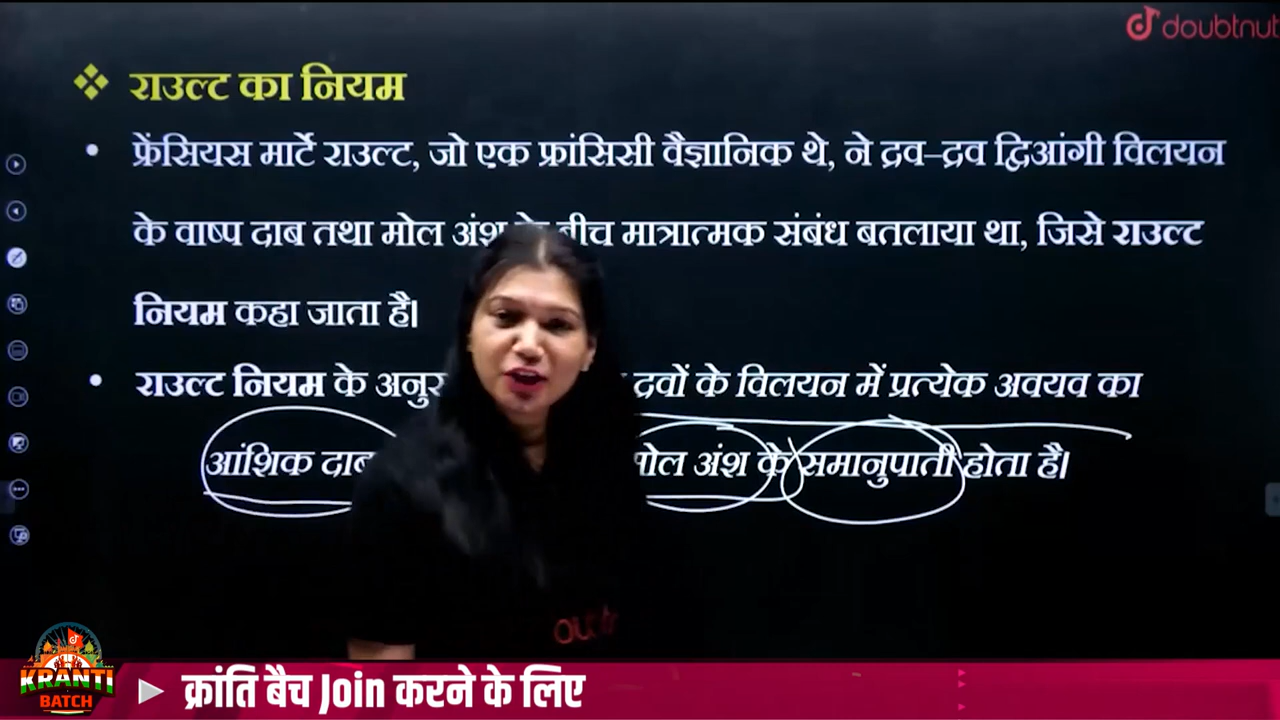 doubtnut
❖ राउल्ट का नियम
• फ्रेंसियस मार्टे राउल्ट, जो एक फ्रांसिसी वैज्ञानिक थे, ने द्रव–द्रव द्विआंगी विलयन
के वाष्प दाब तथा मोल अंश के बीच मात्रात्मक संबंध बतलाया था, जिसे राउल्ट
नियम कहा जाता है।
• राउल्ट नियम के द्रवों के विलयन में प्रत्येक अवयव का
आंशिक दाब मोल अंश के समानुपाती होता है।
KRANTI
BATCH
क्रांति बैच Join करने के लिए